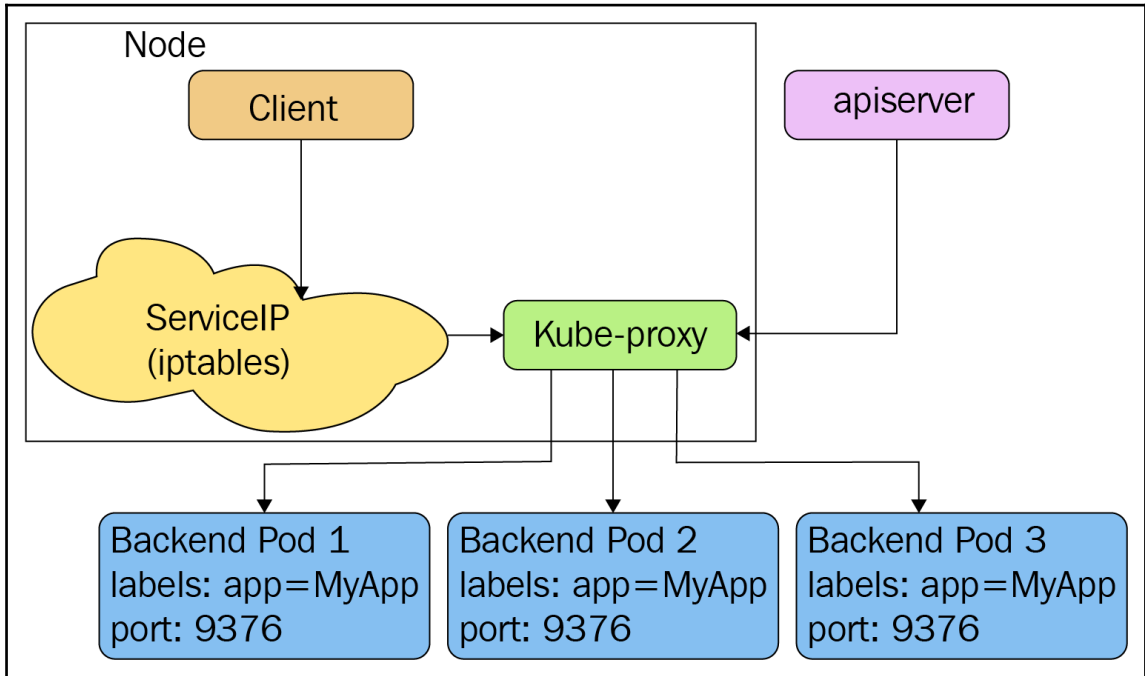 Node
Client
apiserver
ServiceIP
(iptables)
Kube-proxy
Backend Pod 1
labels: app=MyApp
port: 9376
Backend Pod 2
labels: app=MyApp
port: 9376
Backend Pod 3
labels: app=MyApp
port: 9376